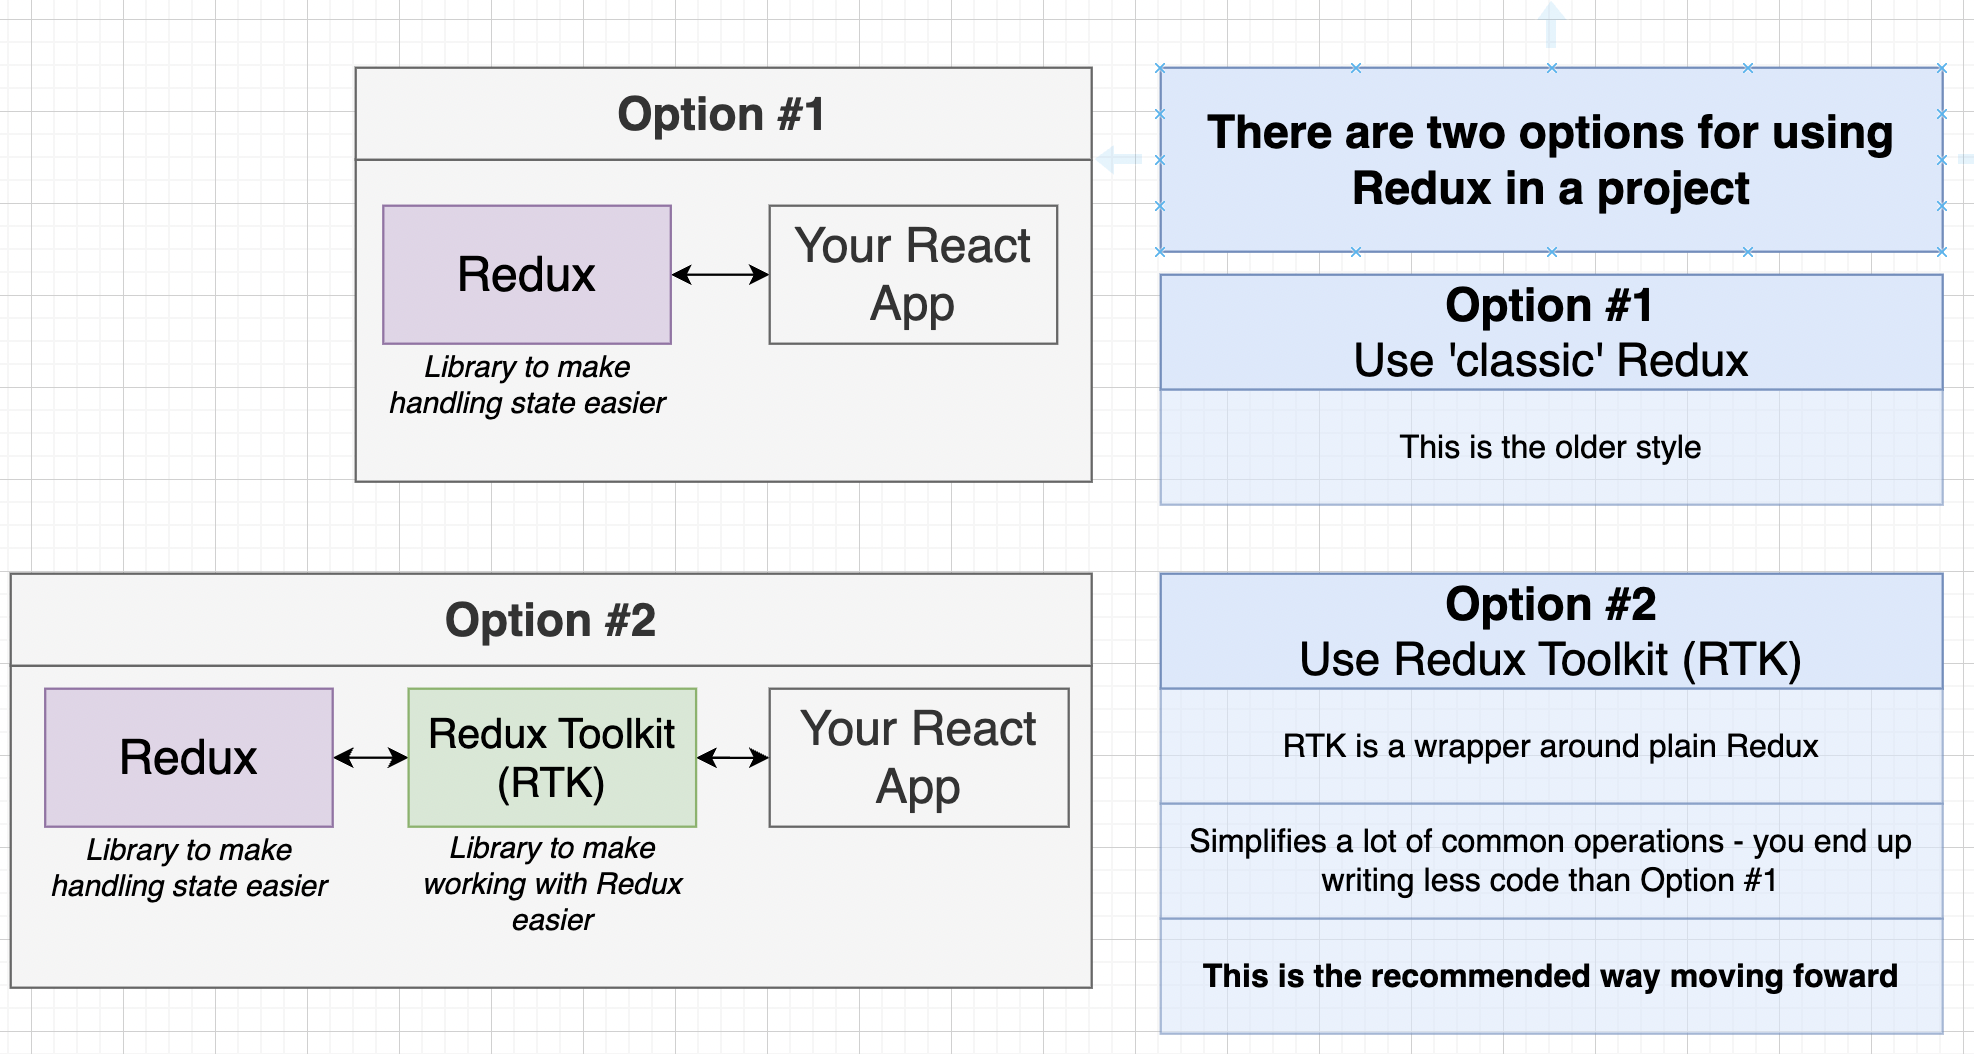 Option #1
Redux
Your React
App
Library to make
handling state easier
There are two options for using
Redux in a project
Option #1
Use 'classic' Redux
This is the older style
Option #2
Redux
Redux Toolkit
(RTK)
Your React
App
Library to make
handling state easier
Library to make
working with Redux
easier
Option #2
Use Redux Toolkit (RTK)
RTK is a wrapper around plain Redux
Simplifies a lot of common operations - you end up
writing less code than Option #1
This is the recommended way moving foward